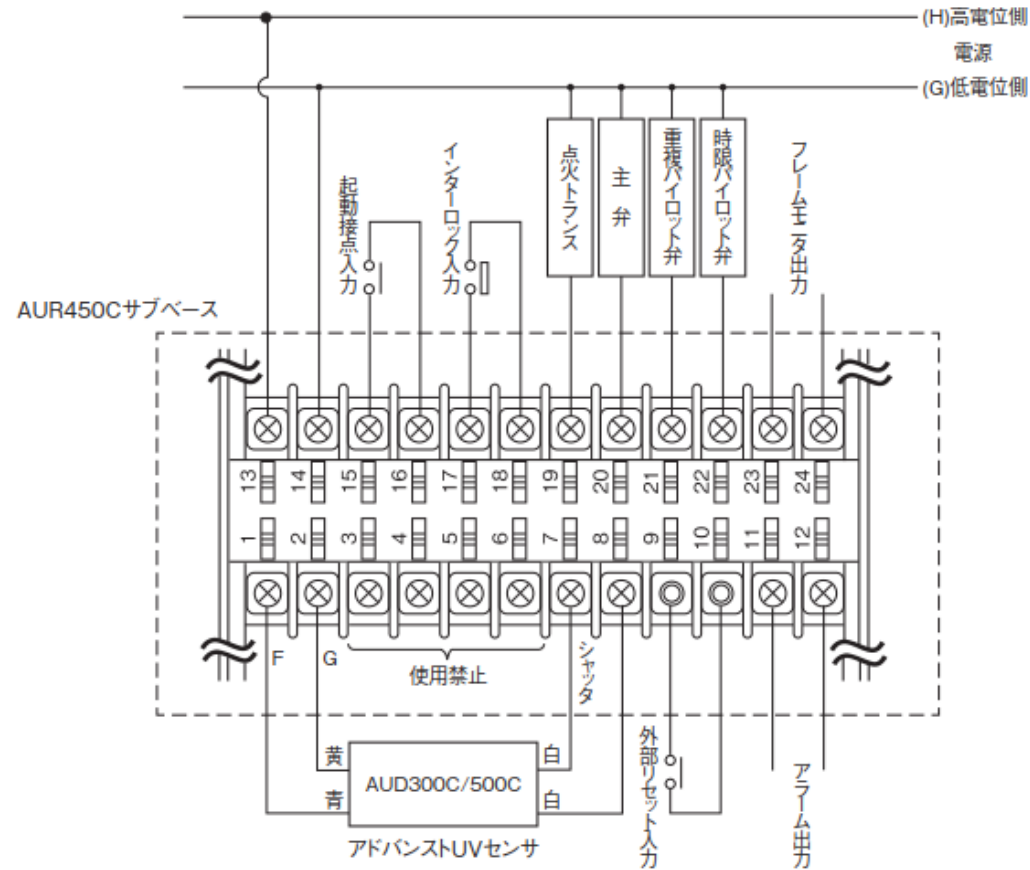 (H)高電位側
電源
(G)低電位側
起動接点入力
インターロック入力
点火トランス
主 弁
重複パイロット弁
時限パイロット弁
フレームモニタ出力
AUR450Cサブベース
13 14 15 16 17 18 19 20 21 22 23 24
1 2 3 4 5 6 7 8 9 10 11 12
F
G
使用禁止
シャッタ
黄
青
AUD300C/500C
白
白
アドバンストUVセンサ
外部リセット入力
アラーム出力